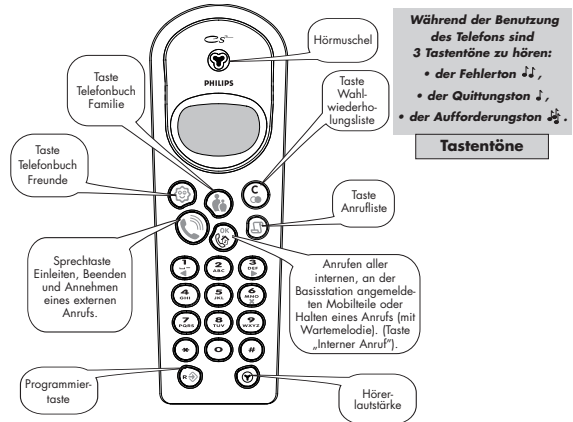 Hörmuschel
Während der Benutzung
des Telefons sind
3 Tastentöne zu hören:
• der Fehlerton ♫,
• der Quittungston ♪,
• der Aufforderungston
Tastentöne
Taste
Telefonbuch
Familie
PHILIPS
Taste
Wahl-
wiederho-
lungsliste
Taste
Telefonbuch
Freunde
C
Taste
Anrufliste
OK
Sprechtaste
Einleiten, Beenden
und Annehmen
eines externen
Anrufs.
1
2 ABC
3 DEF
4 GHI
5 JKL
6 MNO
7 PQRS
8 TUV
9 WXYZ
*
0
#
Anrufen aller
internen, an der
Basisstation angemelde-
ten Mobilteile oder
Halten eines Anrufs (mit
Wartemelodie). (Taste
„Interner Anruf").
Programmier-
taste
R
Hörer-
lautstärke